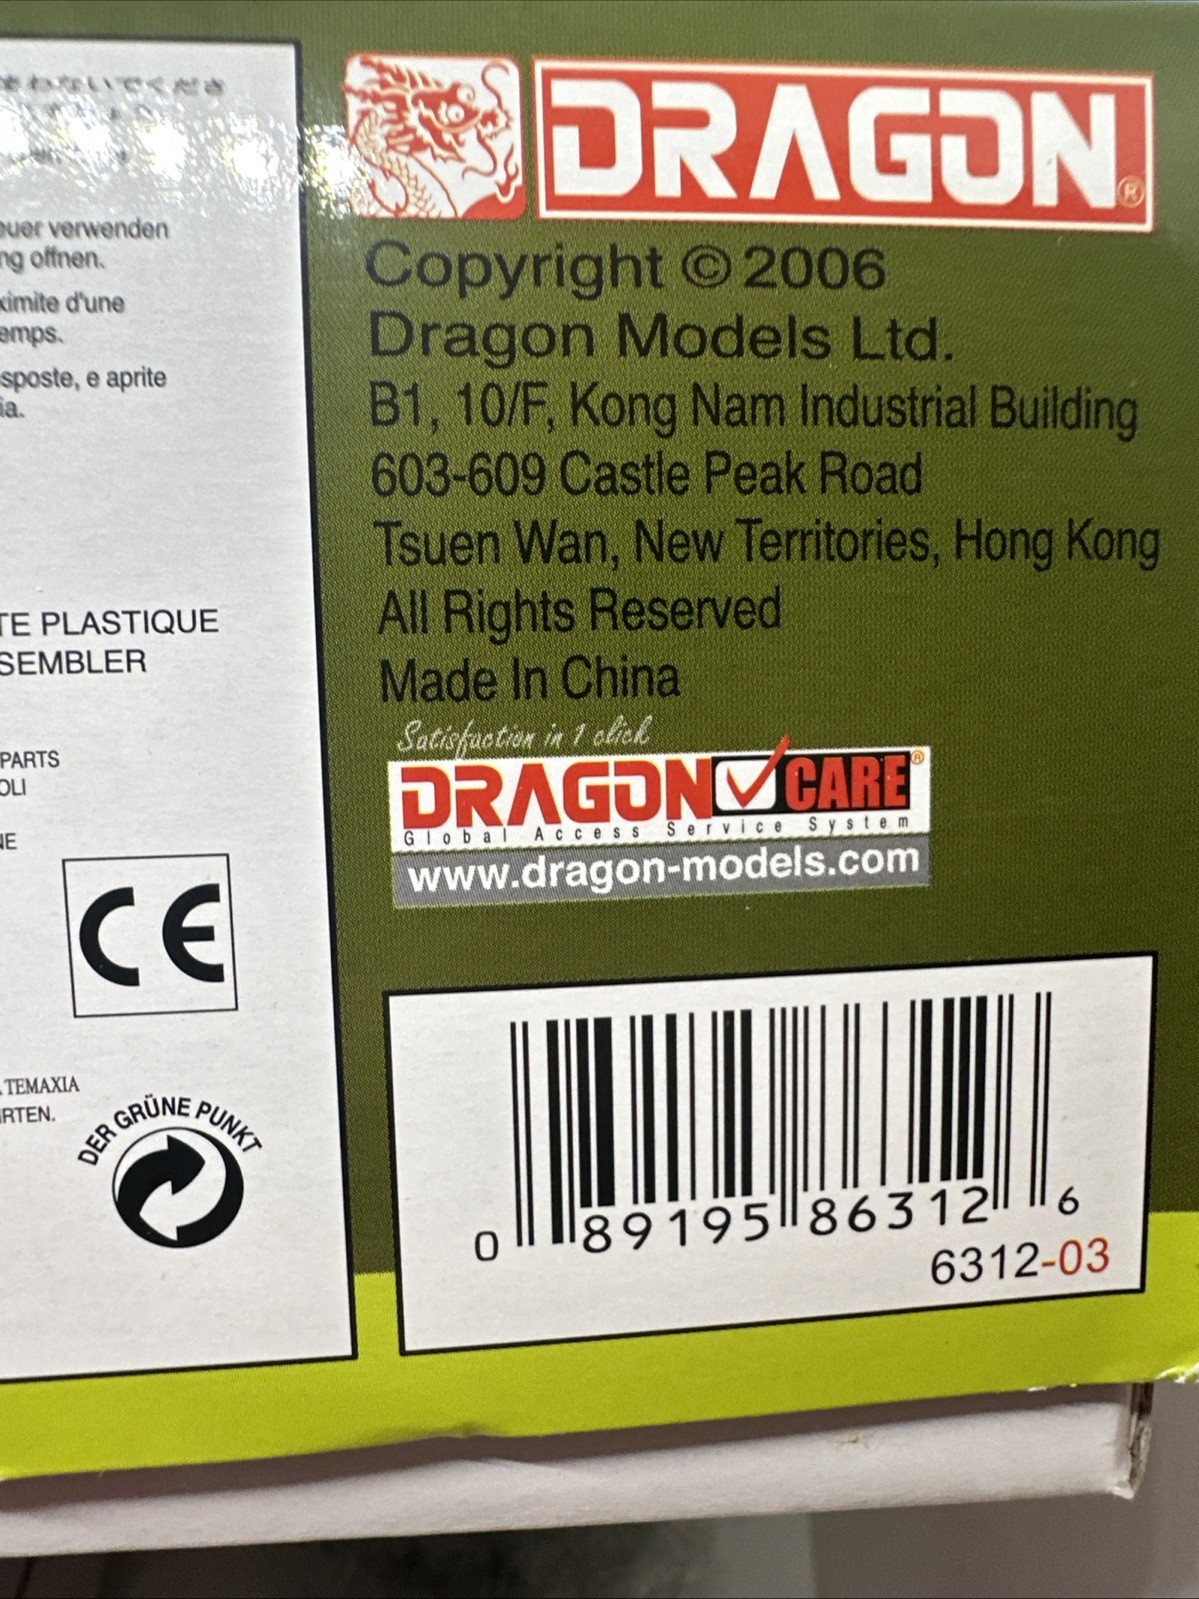 euer verwenden
ng offnen.
ximite d'une
emps.
sposte, e aprite
ia.
TE PLASTIQUE
SEMBLER
PARTS
OLI
NE
CE
TEMAXIA
RTEN.
DER GRÜNE PUNKT
DRAGON®
Copyright © 2006
Dragon Models Ltd.
B1, 10/F, Kong Nam Industrial Building
603-609 Castle Peak Road
Tsuen Wan, New Territories, Hong Kong
All Rights Reserved
Made In China
Satisfaction in 1 click
DRAGON CARE®
Global Access Service System
www.dragon-models.com
0 89195 86312 6
6312-03